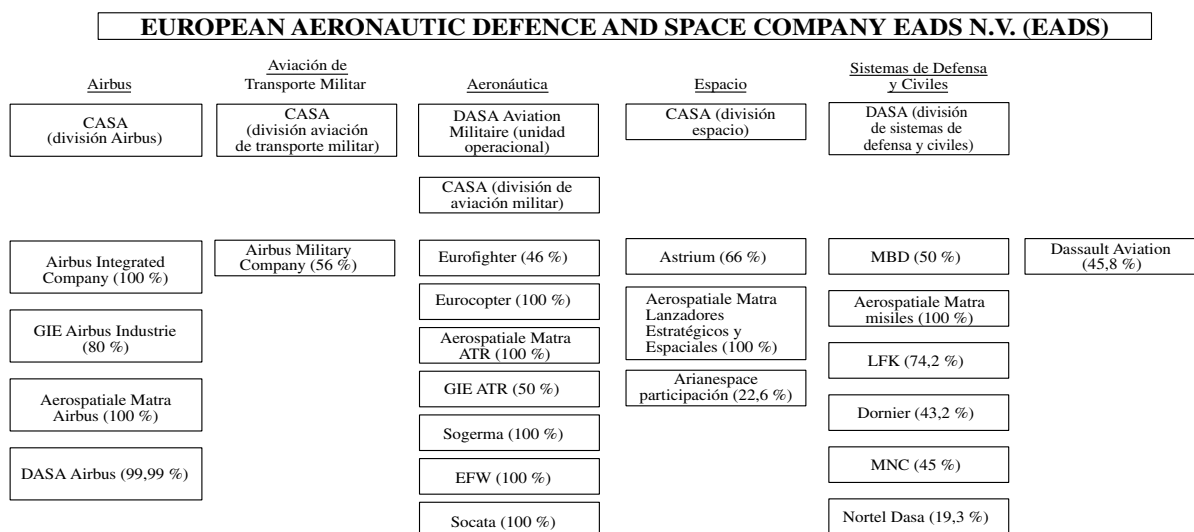 EUROPEAN AERONAUTIC DEFENCE AND SPACE COMPANY EADS N.V. (EADS)
Airbus
CASA
(división Airbus)
Airbus Integrated
Company (100 %)
GIE Airbus Industrie
(80 %)
Aerospatiale Matra
Airbus (100 %)
DASA Airbus (99,99 %)
Aviación de
Transporte Militar
CASA
(división aviación
de transporte militar)
Airbus Military
Company (56 %)
Aeronáutica
DASA Aviation
Militaire (unidad
operacional)
CASA (división de
aviación militar)
Eurofighter (46 %)
Eurocopter (100 %)
Aerospatiale Matra
ATR (100 %)
GIE ATR (50 %)
Sogerma (100 %)
EFW (100 %)
Socata (100 %)
Espacio
CASA (división
espacio)
Astrium (66 %)
Aerospatiale Matra
Lanzadores
Estratégicos y
Espaciales (100 %)
Arianespace
participación (22,6 %)
Sistemas de Defensa
y Civiles
DASA (división
de sistemas de
defensa y civiles)
MBD (50 %)
Aerospatiale Matra
misiles (100 %)
LFK (74,2 %)
Dornier (43,2 %)
MNC (45 %)
Nortel Dasa (19,3 %)
Dassault Aviation
(45,8 %)